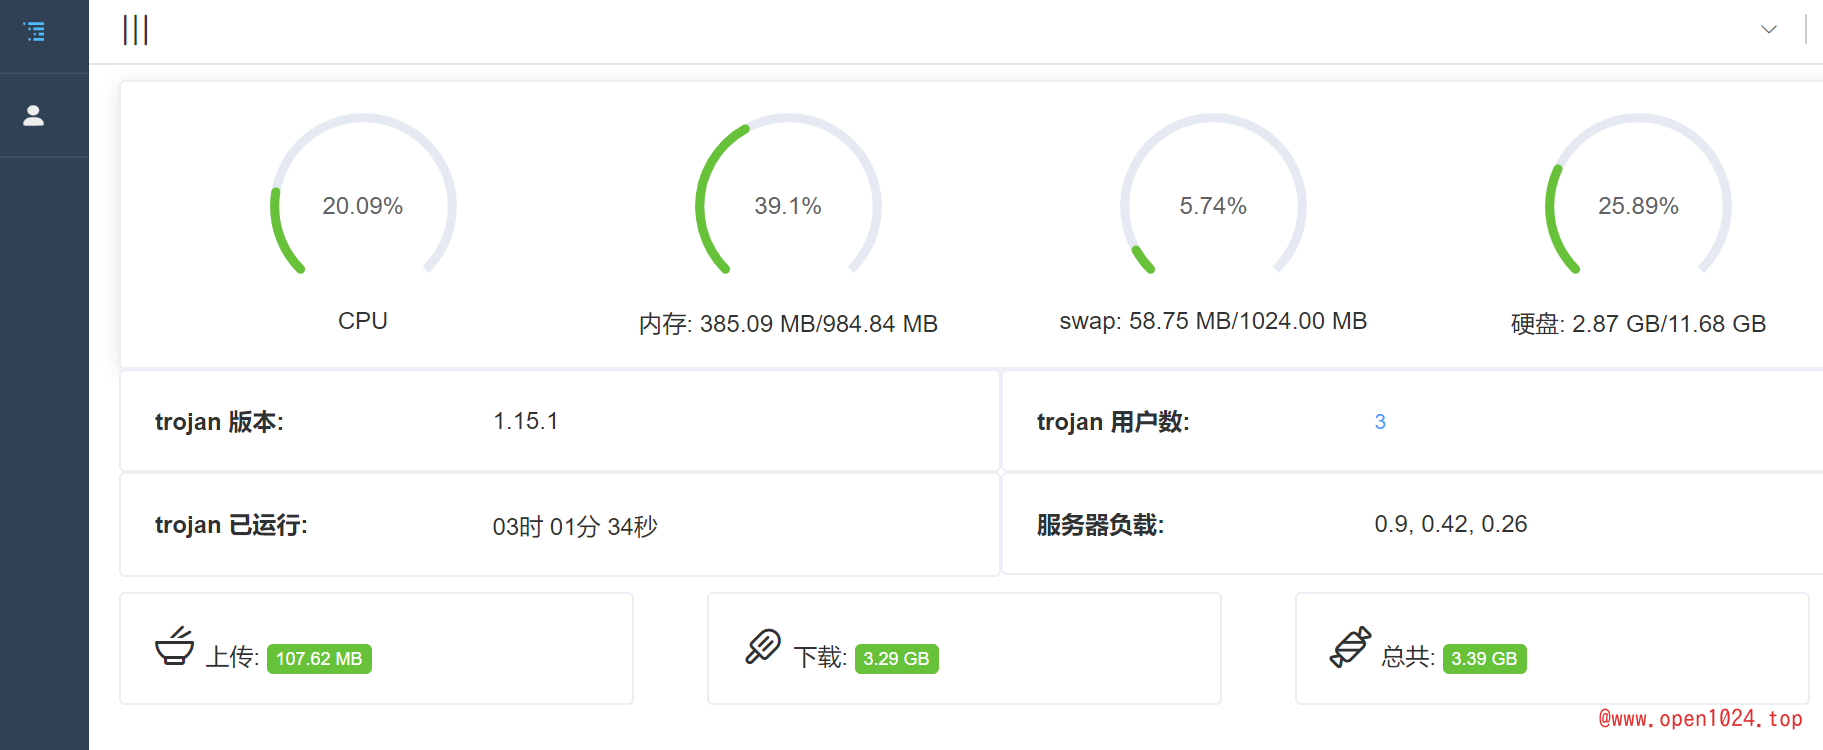 20.09%
39.1%
5.74%
25.89%
CPU
内存: 385.09 MB/984.84 MB
swap: 58.75 MB/1024.00 MB
硬盘: 2.87 GB/11.68 GB
trojan 版本:
1.15.1
trojan 用户数:
3
trojan 已运行:
03时 01分 34秒
服务器负载:
0.9, 0.42, 0.26
上传: 107.62 MB
下载: 3.29 GB
总共: 3.39 GB
@www.open1024.top